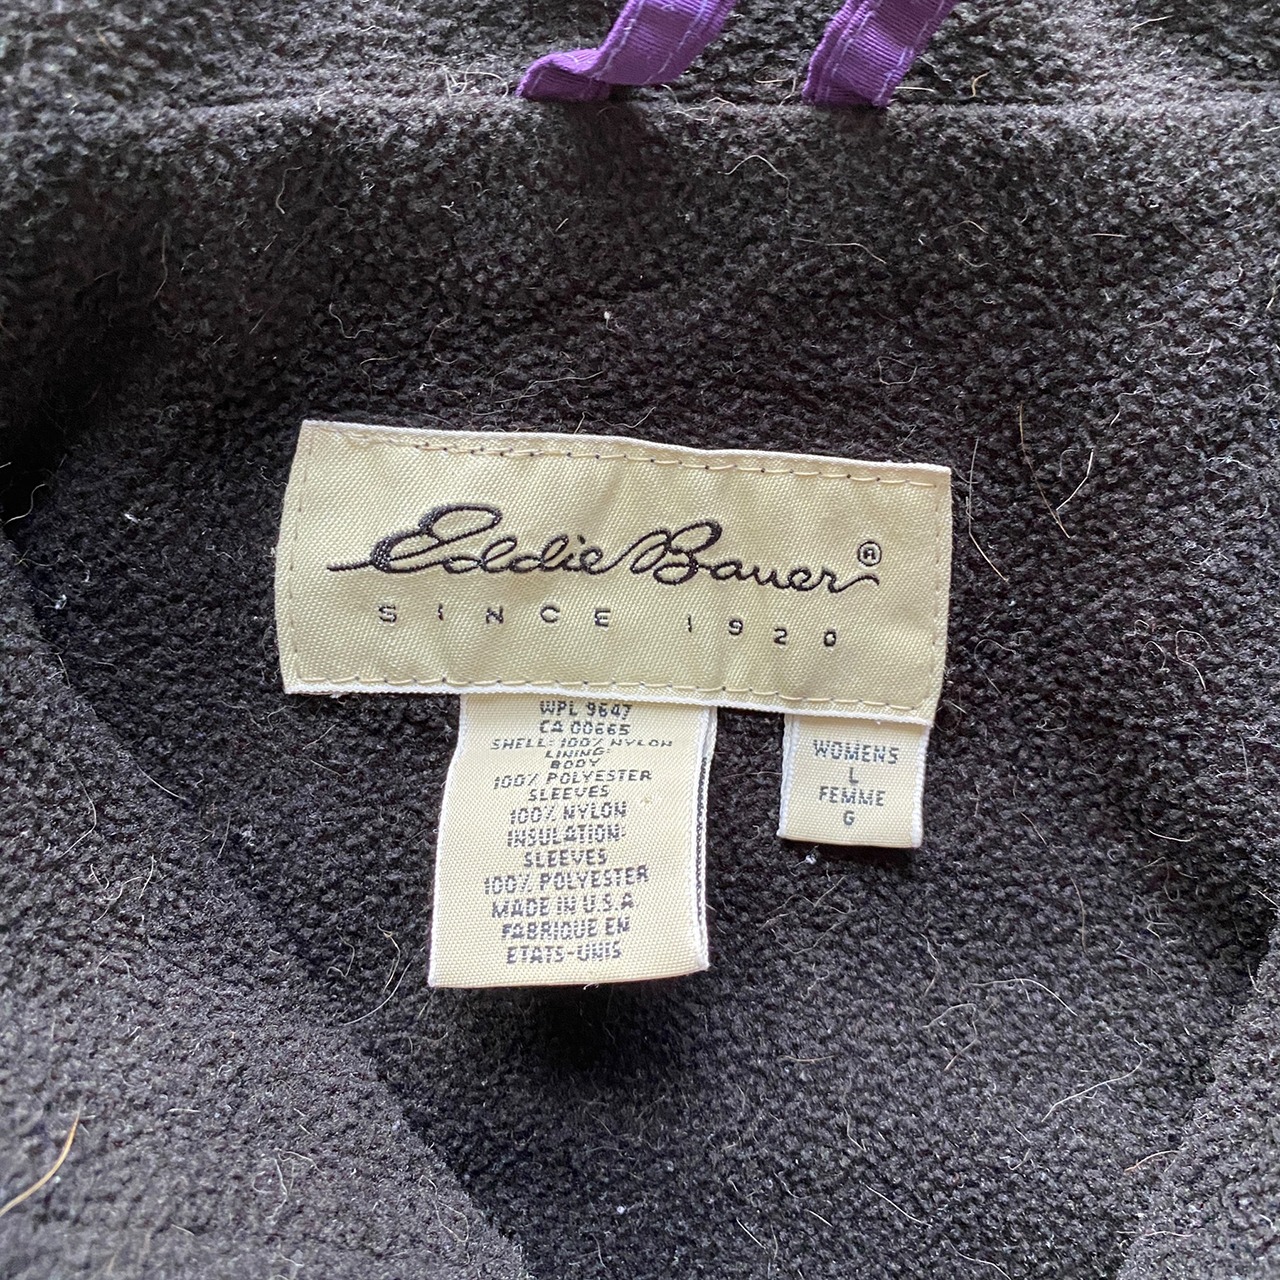 Eddie Bauer®
SINCE 1920
WPL 9647
CA 00665
SHELL: 100% NYLON
LINING:
BODY
100% POLYESTER
SLEEVES
100% NYLON
INSULATION:
SLEEVES
100% POLYESTER
MADE IN U.S.A
FABRIQUE EN
ETATS-UNIS
WOMENS
L
FEMME
G